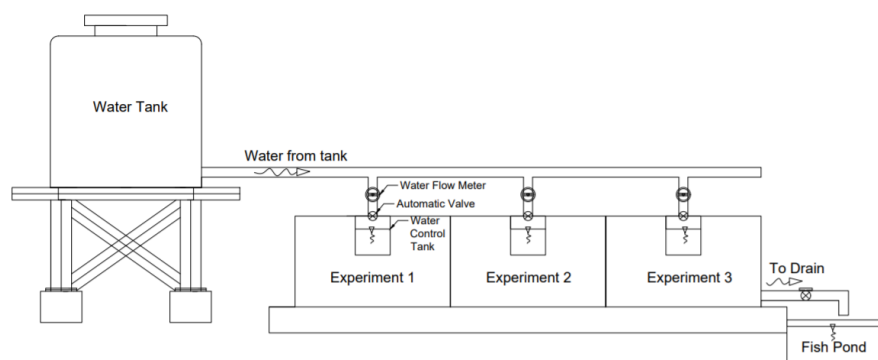 Water Tank
Water from tank
Water Flow Meter
Automatic Valve
Water
Control
Tank
Experiment 1
Experiment 2
Experiment 3
To Drain
Fish Pond